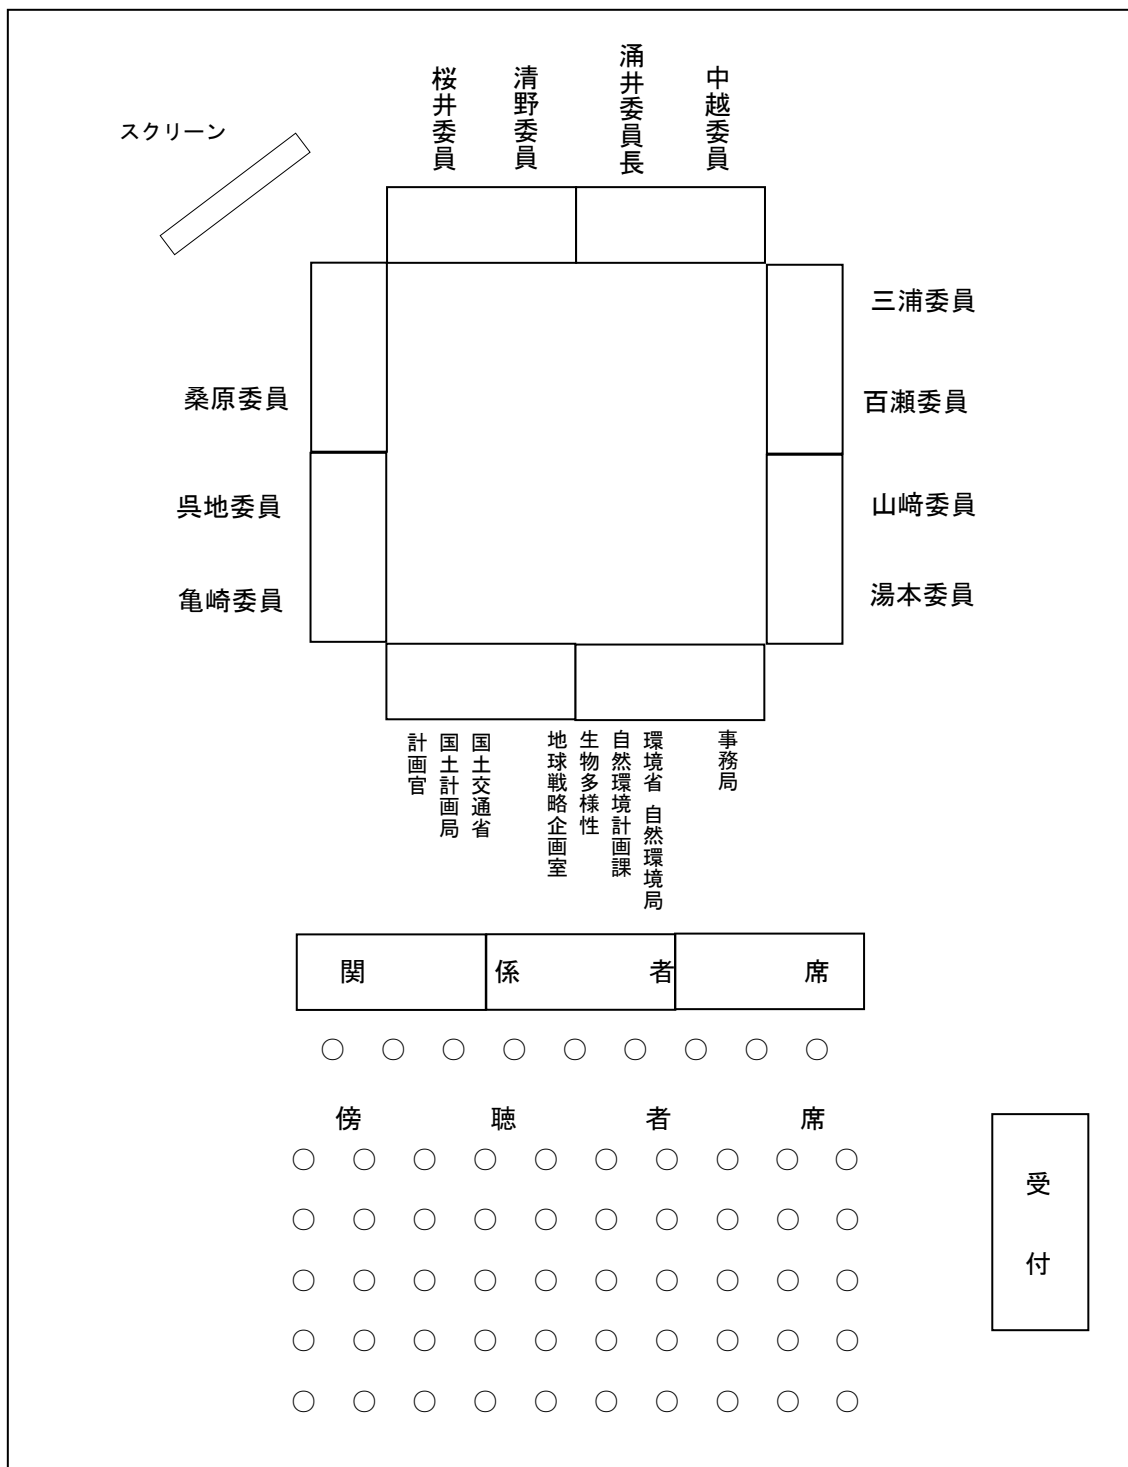 スクリーン
桜井委員
清野委員
涌井委員長
中越委員
三浦委員
桑原委員
百瀬委員
呉地委員
山﨑委員
亀崎委員
湯本委員
国土交通省
国土計画局
計画官
環境省 自然環境局
自然環境計画課
生物多様性
地球戦略企画室
事務局
関係者席
傍聴者席
受付